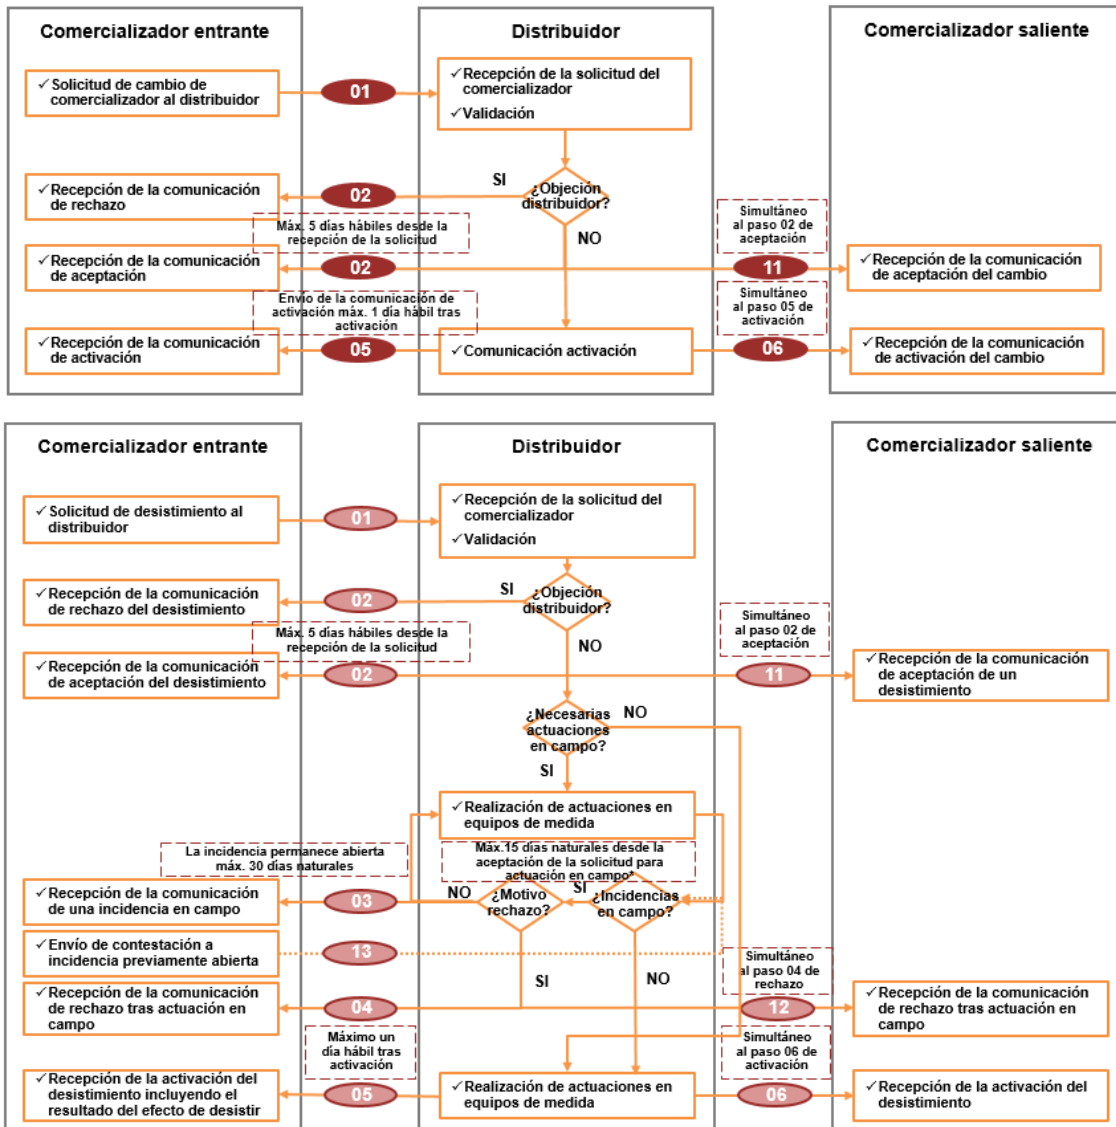 Comercializador entrante
Distribuidor
Comercializador saliente
✓ Solicitud de cambio de
comercializador al distribuidor
01
✓ Recepción de la solicitud del
comercializador
✓ Validación
SI
¿Objeción
distribuidor?
✓ Recepción de la comunicación
de rechazo
02
Máx. 5 días hábiles desde la
recepción de la solicitud
NO
Simultáneo
al paso 02 de
aceptación
✓ Recepción de la comunicación
de aceptación
02
11
✓ Recepción de la comunicación
de aceptación del cambio
Envío de la comunicación de
activación máx. 1 día hábil tras
activación
Simultáneo
al paso 05 de
activación
✓ Recepción de la comunicación
de activación
05
✓ Comunicación activación
06
✓ Recepción de la comunicación
de activación del cambio
Comercializador entrante
Distribuidor
Comercializador saliente
✓ Solicitud de desistimiento al
distribuidor
01
✓ Recepción de la solicitud del
comercializador
✓ Validación
SI
¿Objeción
distribuidor?
✓ Recepción de la comunicación
de rechazo del desistimiento
02
Máx. 5 días hábiles desde la
recepción de la solicitud
NO
Simultáneo
al paso 02 de
aceptación
✓ Recepción de la comunicación
de aceptación del desistimiento
02
11
✓ Recepción de la comunicación
de aceptación de un
desistimiento
¿Necesarias
actuaciones
en campo?
NO
SI
✓ Realización de actuaciones en
equipos de medida
La incidencia permanece abierta
máx. 30 días naturales
Máx.15 días naturales desde la
aceptación de la solicitud para
actuación en campo*
✓ Recepción de la comunicación
de una incidencia en campo
03
NO
¿Motivo
rechazo?
SI
¿Incidencias
en campo?
✓ Envío de contestación a
incidencia previamente abierta
13
Simultáneo
al paso 04 de
rechazo
SI
NO
✓ Recepción de la comunicación
de rechazo tras actuación en
campo
04
12
✓ Recepción de la comunicación
de rechazo tras actuación en
campo
Máximo un
día hábil tras
activación
Simultáneo
al paso 06 de
activación
✓ Recepción de la activación del
desistimiento incluyendo el
resultado del efecto de desistir
05
✓ Realización de actuaciones en
equipos de medida
06
✓ Recepción de la activación del
desistimiento